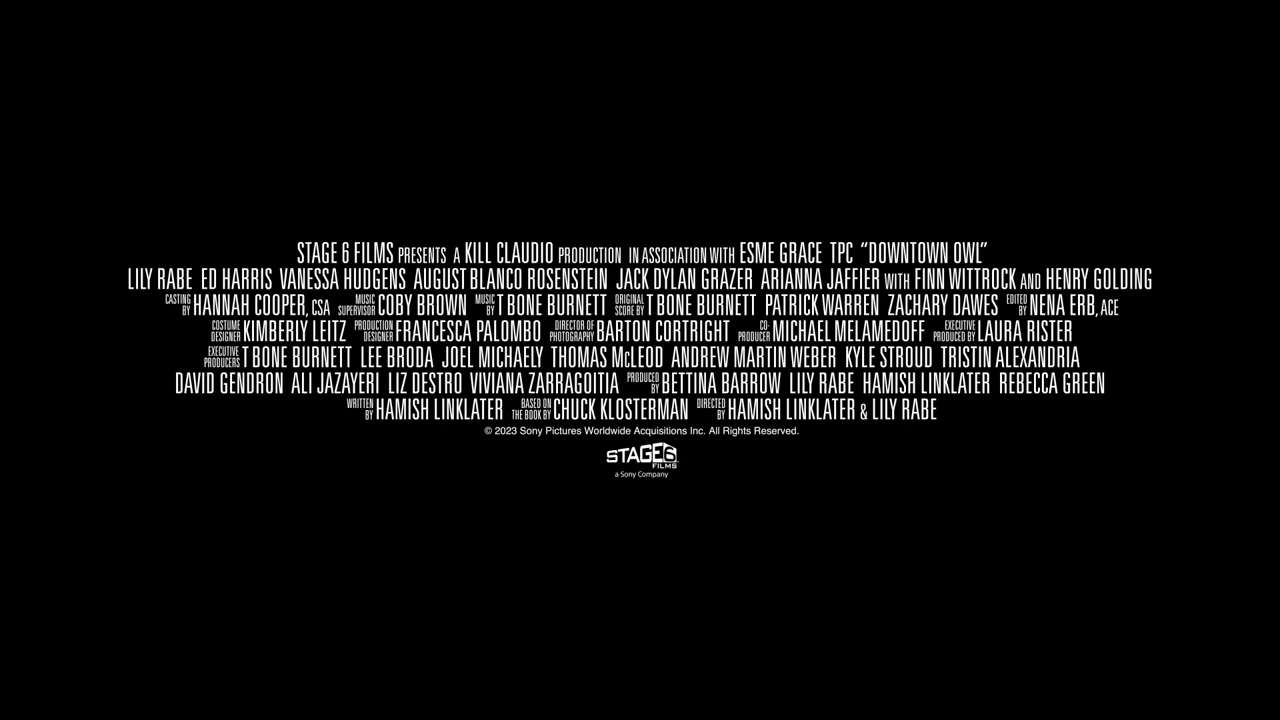 STAGE 6 FILMS PRESENTS A KILL CLAUDIO PRODUCTION IN ASSOCIATION WITH ESME GRACE TPC “DOWNTOWN OWL”
LILY RABE ED HARRIS VANESSA HUDGENS AUGUST BLANCO ROSENSTEIN JACK DYLAN GRAZER ARIANNA JAFFIER WITH FINN WITTROCK AND HENRY GOLDING
CASTING BY HANNAH COOPER, CSA MUSIC SUPERVISOR COBY BROWN MUSIC BY T BONE BURNETT ORIGINAL SCORE BY T BONE BURNETT PATRICK WARREN ZACHARY DAWES EDITED BY NENA ERB, ACE
COSTUME DESIGNER KIMBERLY LEITZ PRODUCTION DESIGNER FRANCESCA PALOMBO DIRECTOR OF PHOTOGRAPHY BARTON CORTRIGHT CO-PRODUCER MICHAEL MELAMEDOFF EXECUTIVE PRODUCED BY LAURA RISTER
EXECUTIVE PRODUCERS T BONE BURNETT LEE BRODA JOEL MICHAELY THOMAS McLEOD ANDREW MARTIN WEBER KYLE STROUD TRISTIN ALEXANDRIA
DAVID GENDRON ALI JAZAYERI LIZ DESTRO VIVIANA ZARRAGOITIA PRODUCED BY BETTINA BARROW LILY RABE HAMISH LINKLATER REBECCA GREEN
WRITTEN BY HAMISH LINKLATER BASED ON THE BOOK BY CHUCK KLOSTERMAN DIRECTED BY HAMISH LINKLATER & LILY RABE
© 2023 Sony Pictures Worldwide Acquisitions Inc. All Rights Reserved.
STAGE 6
FILMS
a Sony Company